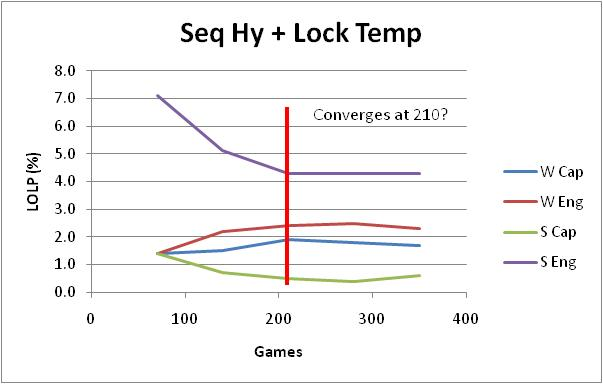 Seq Hy + Lock Temp
8.0
7.0
6.0
5.0
4.0
3.0
2.0
1.0
0.0
LOLP (%)
Converges at 210?
W Cap
W Eng
S Cap
S Eng
0 100 200 300 400
Games